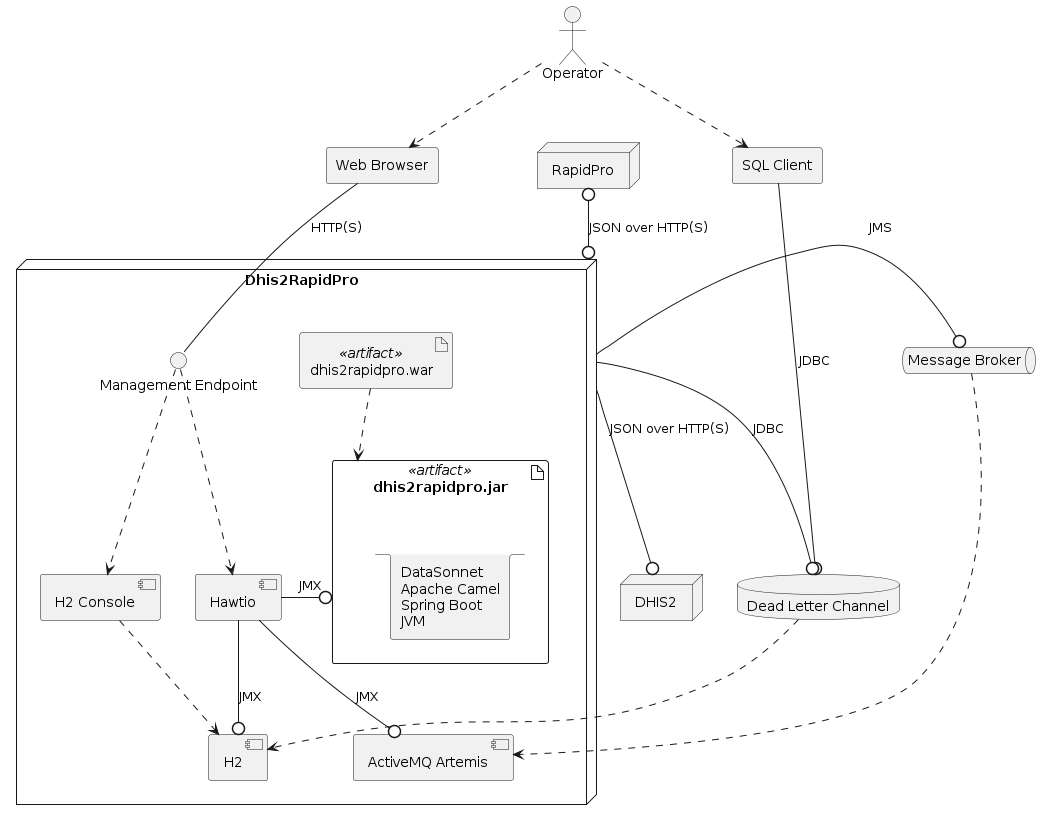 Operator
Web Browser
RapidPro
SQL Client
HTTP(S)
JSON over HTTP(S)
JMS
Dhis2RapidPro
«artifact»
dhis2rapidpro.war
Message Broker
JDBC
Management Endpoint
JSON over HTTP(S)
JDBC
«artifact»
dhis2rapidpro.jar
DataSonnet
Apache Camel
Spring Boot
JVM
JMX
H2 Console
Hawtio
DHIS2
Dead Letter Channel
JMX
JMX
H2
ActiveMQ Artemis